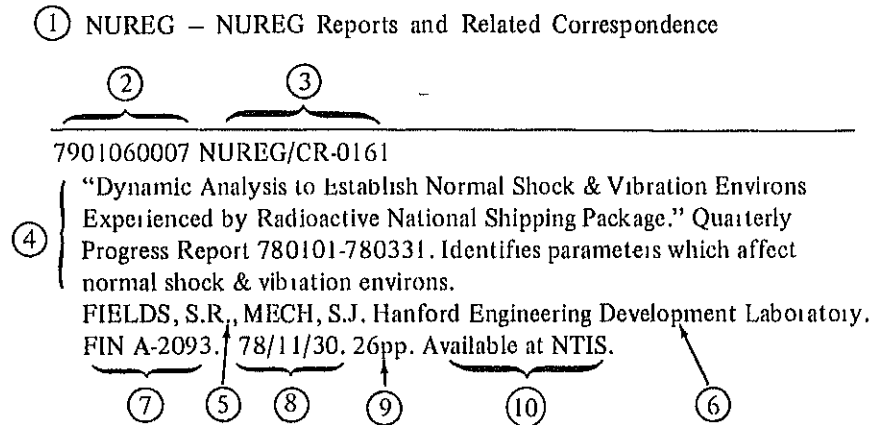 ① NUREG – NUREG Reports and Related Correspondence
② ③
7901060007 NUREG/CR-0161
④ “Dynamic Analysis to Establish Normal Shock & Vibration Environs
Experienced by Radioactive National Shipping Package.” Quarterly
Progress Report 780101-780331. Identifies parameters which affect
normal shock & vibration environs.
FIELDS, S.R., MECH, S.J. Hanford Engineering Development Laboratory.
FIN A-2093. 78/11/30. 26pp. Available at NTIS.
⑦ ⑤ ⑧ ⑨ ⑩ ⑥